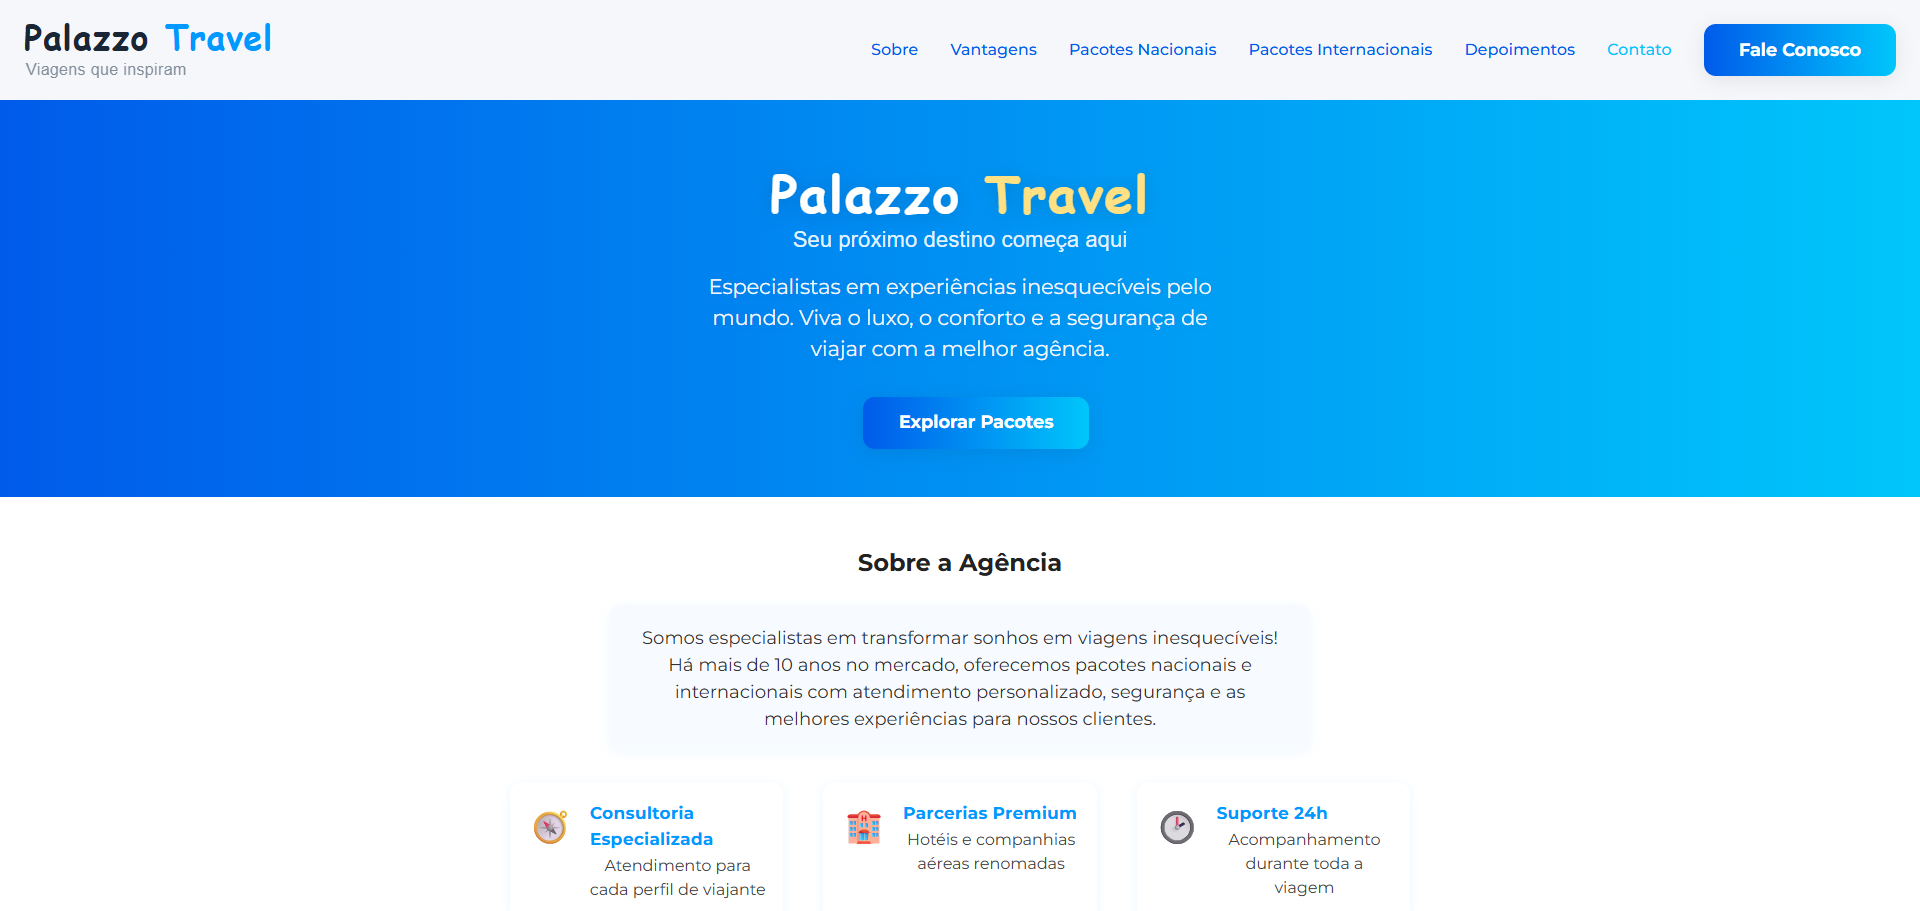 Palazzo Travel
Viagens que inspiram
Sobre
Vantagens
Pacotes Nacionais
Pacotes Internacionais
Depoimentos
Contato
Fale Conosco
Palazzo Travel
Seu próximo destino começa aqui
Especialistas em experiências inesquecíveis pelo
mundo. Viva o luxo, o conforto e a segurança de
viajar com a melhor agência.
Explorar Pacotes
Sobre a Agência
Somos especialistas em transformar sonhos em viagens inesquecíveis!
Há mais de 10 anos no mercado, oferecemos pacotes nacionais e
internacionais com atendimento personalizado, segurança e as
melhores experiências para nossos clientes.
Consultoria
Especializada
Atendimento para
cada perfil de viajante
Parcerias Premium
Hotéis e companhias
aéreas renomadas
Suporte 24h
Acompanhamento
durante toda a
viagem